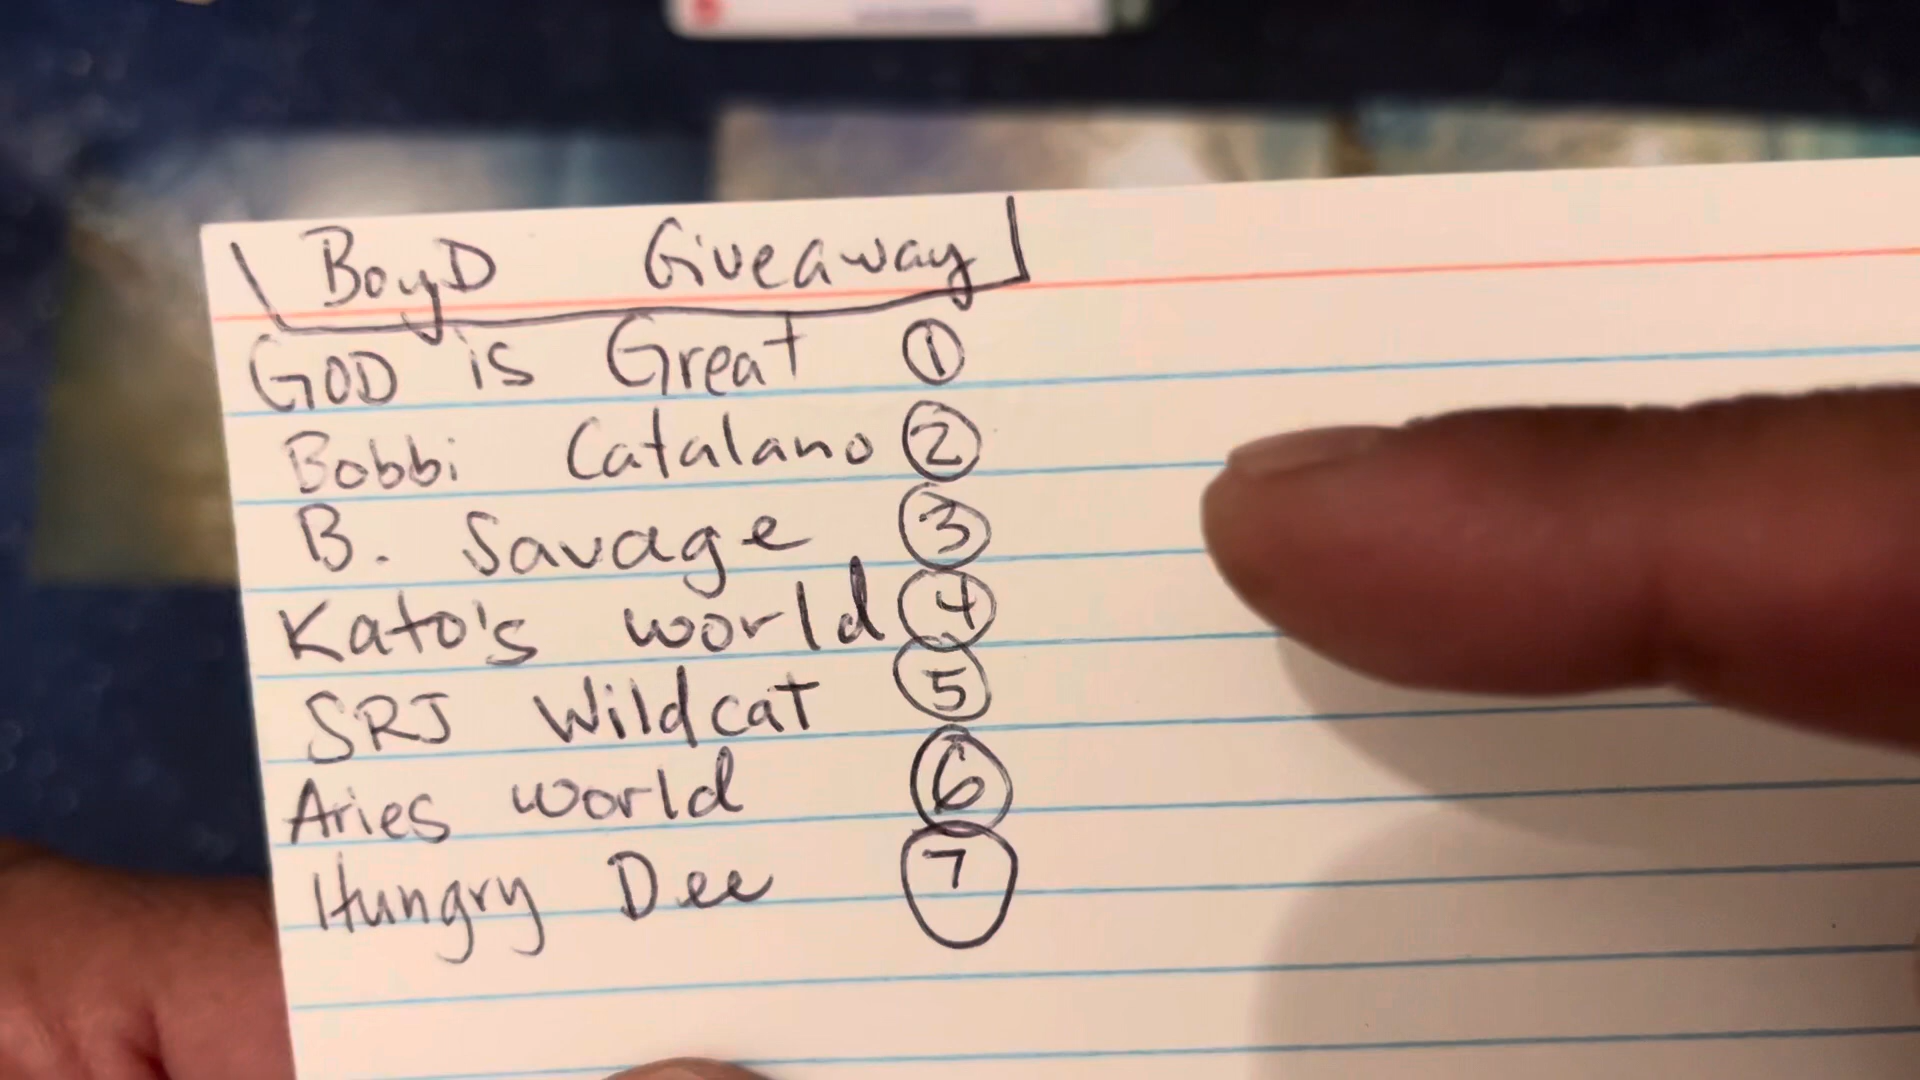 BoyD Giveaway
GOD is Great 1
Bobbi Catalano 2
B. Savage 3
Kato's world 4
SRJ Wildcat 5
Aries world 6
Hungry Dee 7